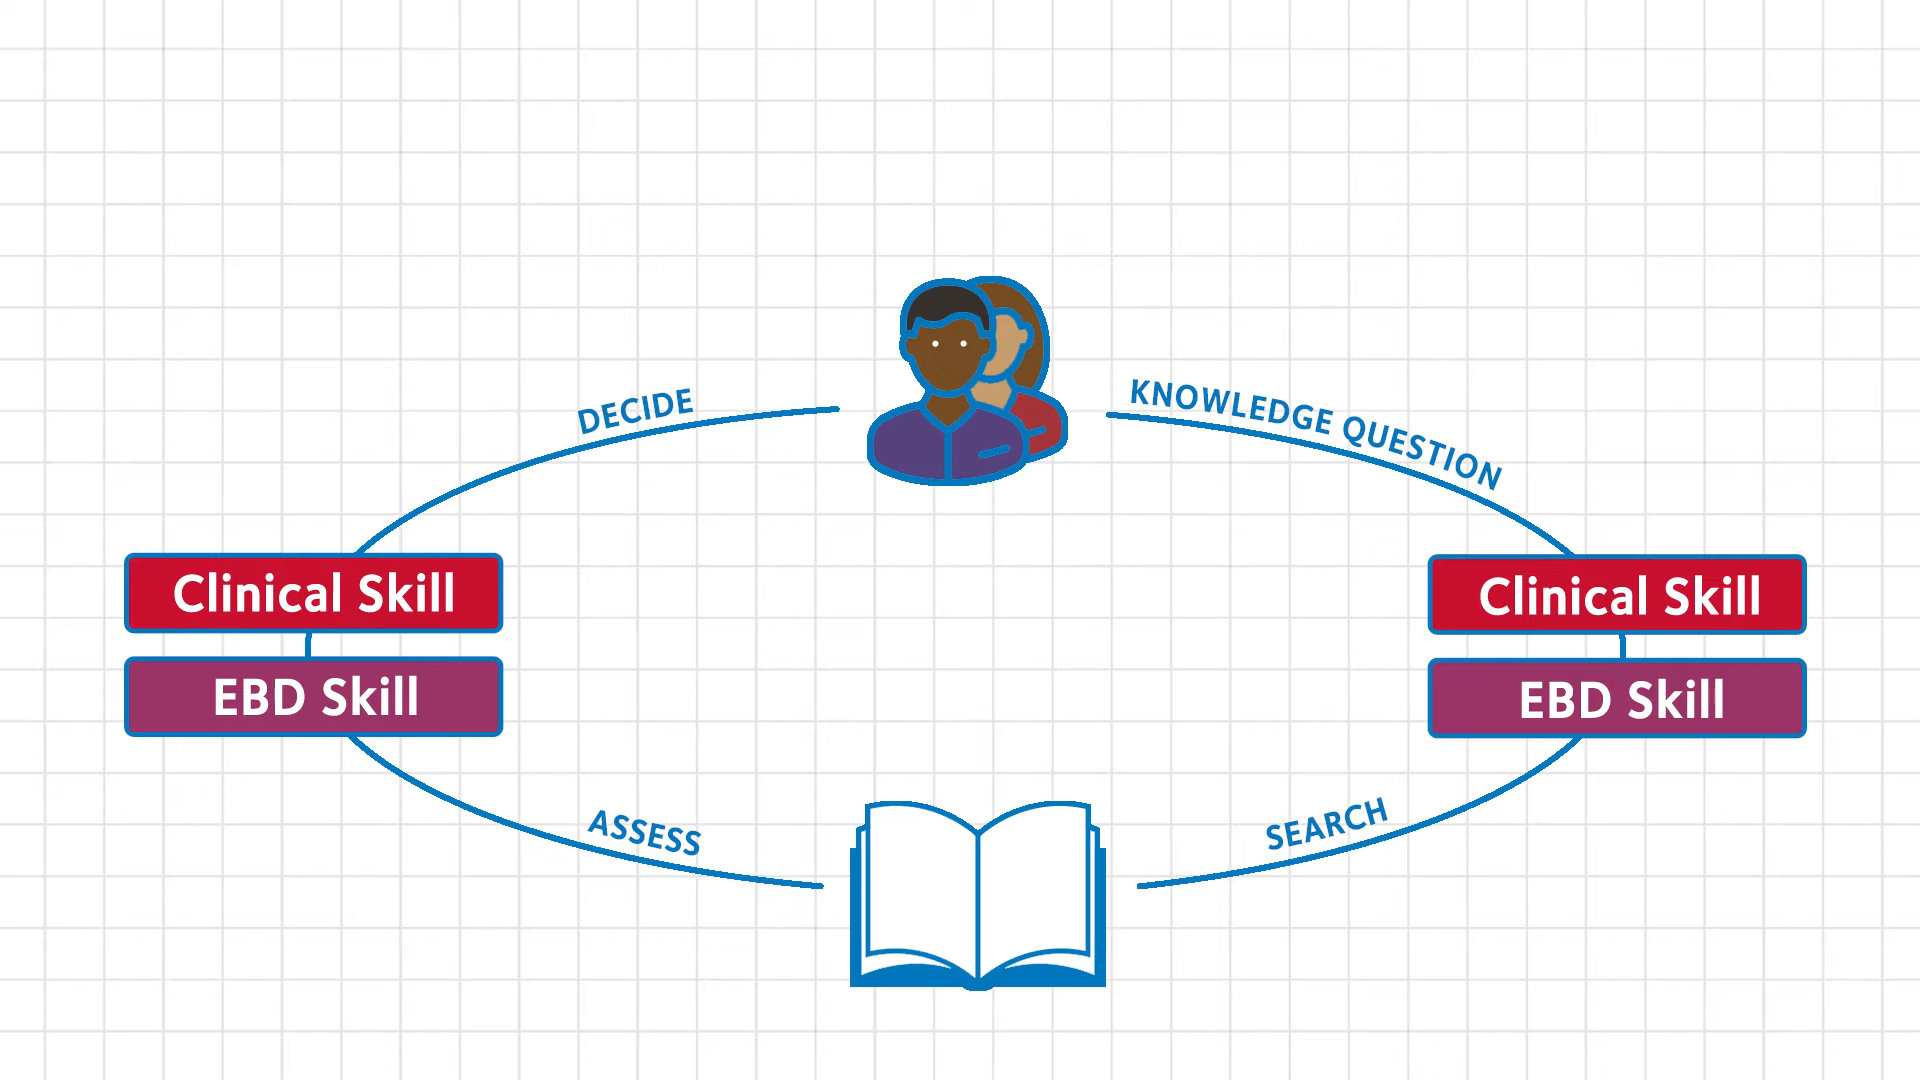 DECIDE
KNOWLEDGE QUESTION
Clinical Skill
EBD Skill
Clinical Skill
EBD Skill
ASSESS
SEARCH